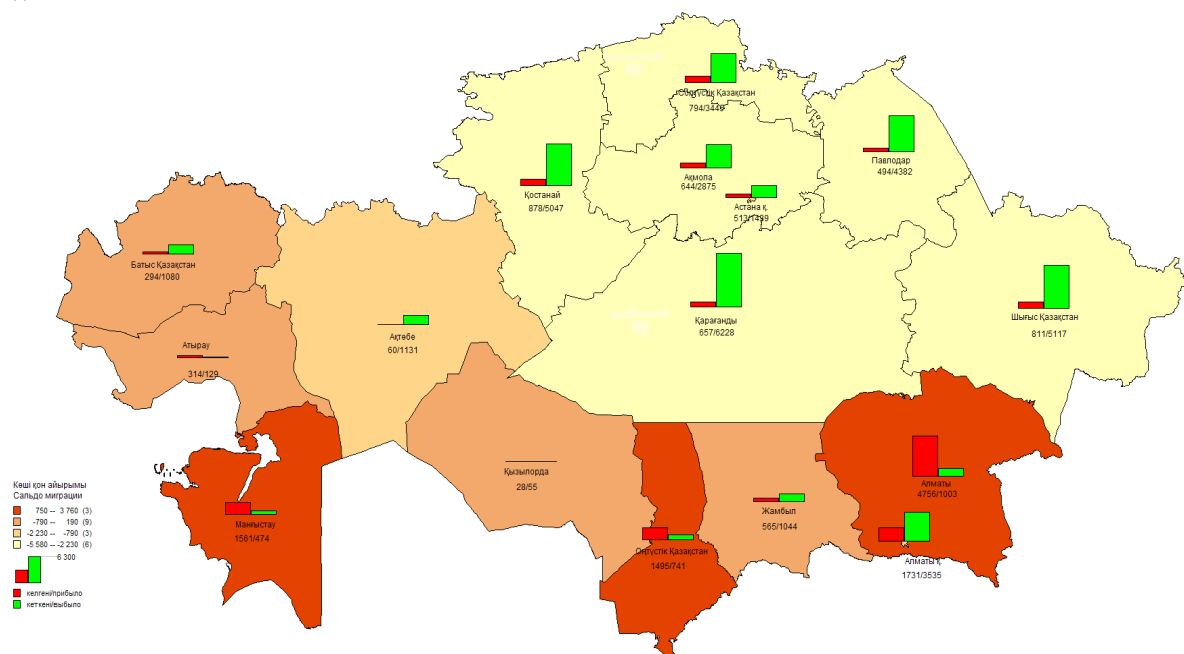 Солтүстік Қазақстан
794/3449
Павлодар
494/4382
Ақмола
644/2875
Қостанай
878/5047
Астана қ.
513/1499
Батыс Қазақстан
294/1080
Қарағанды
657/6228
Шығыс Қазақстан
811/5117
Ақтөбе
60/1131
Атырау
314/129
Қызылорда
28/55
Алматы
4756/1003
Маңғыстау
1561/474
Жамбыл
565/1044
Оңтүстік Қазақстан
1495/741
Алматы қ.
1731/3535
Көші қон айырымы
Сальдо миграции
750 -- 3 760 (3)
-790 -- 190 (9)
-2 230 -- -790 (3)
-5 580 -- -2 230 (6)
6 300
келгені/прибыло
кеткені/выбыло